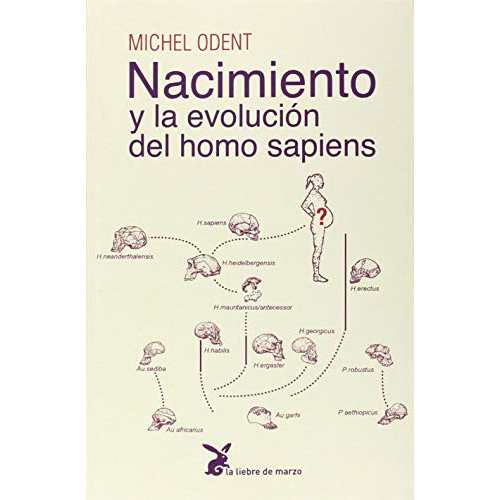 MICHEL ODENT
Nacimiento
y la evolución
del homo sapiens
?
H.sapiens
H.neanderthalensis
H.heidelbergensis
H.erectus
H.mauritanicus/antecessor
H.georgicus
H.habilis
Au.sediba
H.ergaster
P.robustus
Au.garhi
P.aethiopicus
Au.africanus
la liebre de marzo